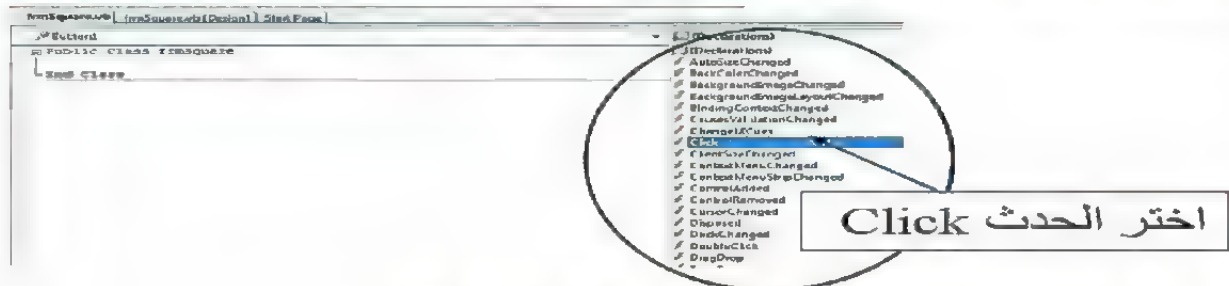 frmSquare.vb frmSquare.vb [Design] Start Page
Button1
(Declarations)
Public Class frmSquare
End Class
(Declarations)
AutoSizeChanged
BackColorChanged
BackgroundImageChanged
BackgroundImageLayoutChanged
BindingContextChanged
CausesValidationChanged
ChangeUICues
Click
ClientSizeChanged
ContextMenuChanged
ContextMenuStripChanged
ControlAdded
ControlRemoved
CursorChanged
Disposed
DockChanged
DoubleClick
DragDrop
اختر الحدث Click